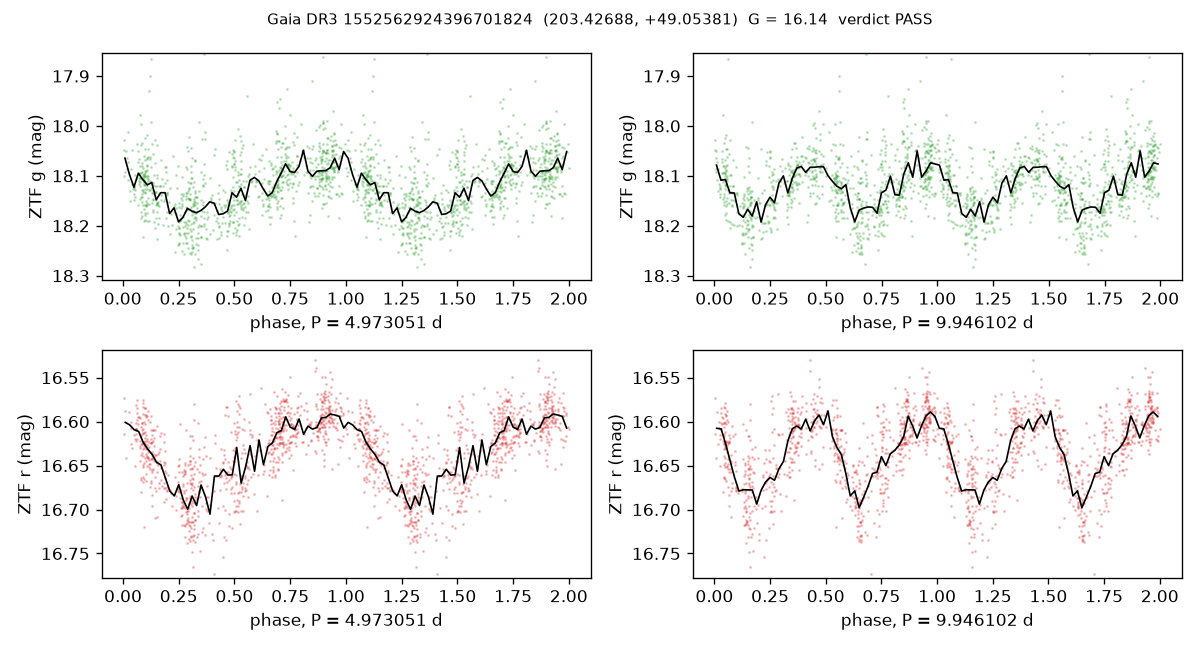 Gaia DR3 1552562924396701824 (203.42688, +49.05381) G = 16.14 verdict PASS
ZTF g (mag)
17.9
18.0
18.1
18.2
18.3
0.00 0.25 0.50 0.75 1.00 1.25 1.50 1.75 2.00
phase, P = 4.973051 d
ZTF g (mag)
17.9
18.0
18.1
18.2
18.3
0.00 0.25 0.50 0.75 1.00 1.25 1.50 1.75 2.00
phase, P = 9.946102 d
ZTF r (mag)
16.55
16.60
16.65
16.70
16.75
0.00 0.25 0.50 0.75 1.00 1.25 1.50 1.75 2.00
phase, P = 4.973051 d
ZTF r (mag)
16.55
16.60
16.65
16.70
16.75
0.00 0.25 0.50 0.75 1.00 1.25 1.50 1.75 2.00
phase, P = 9.946102 d